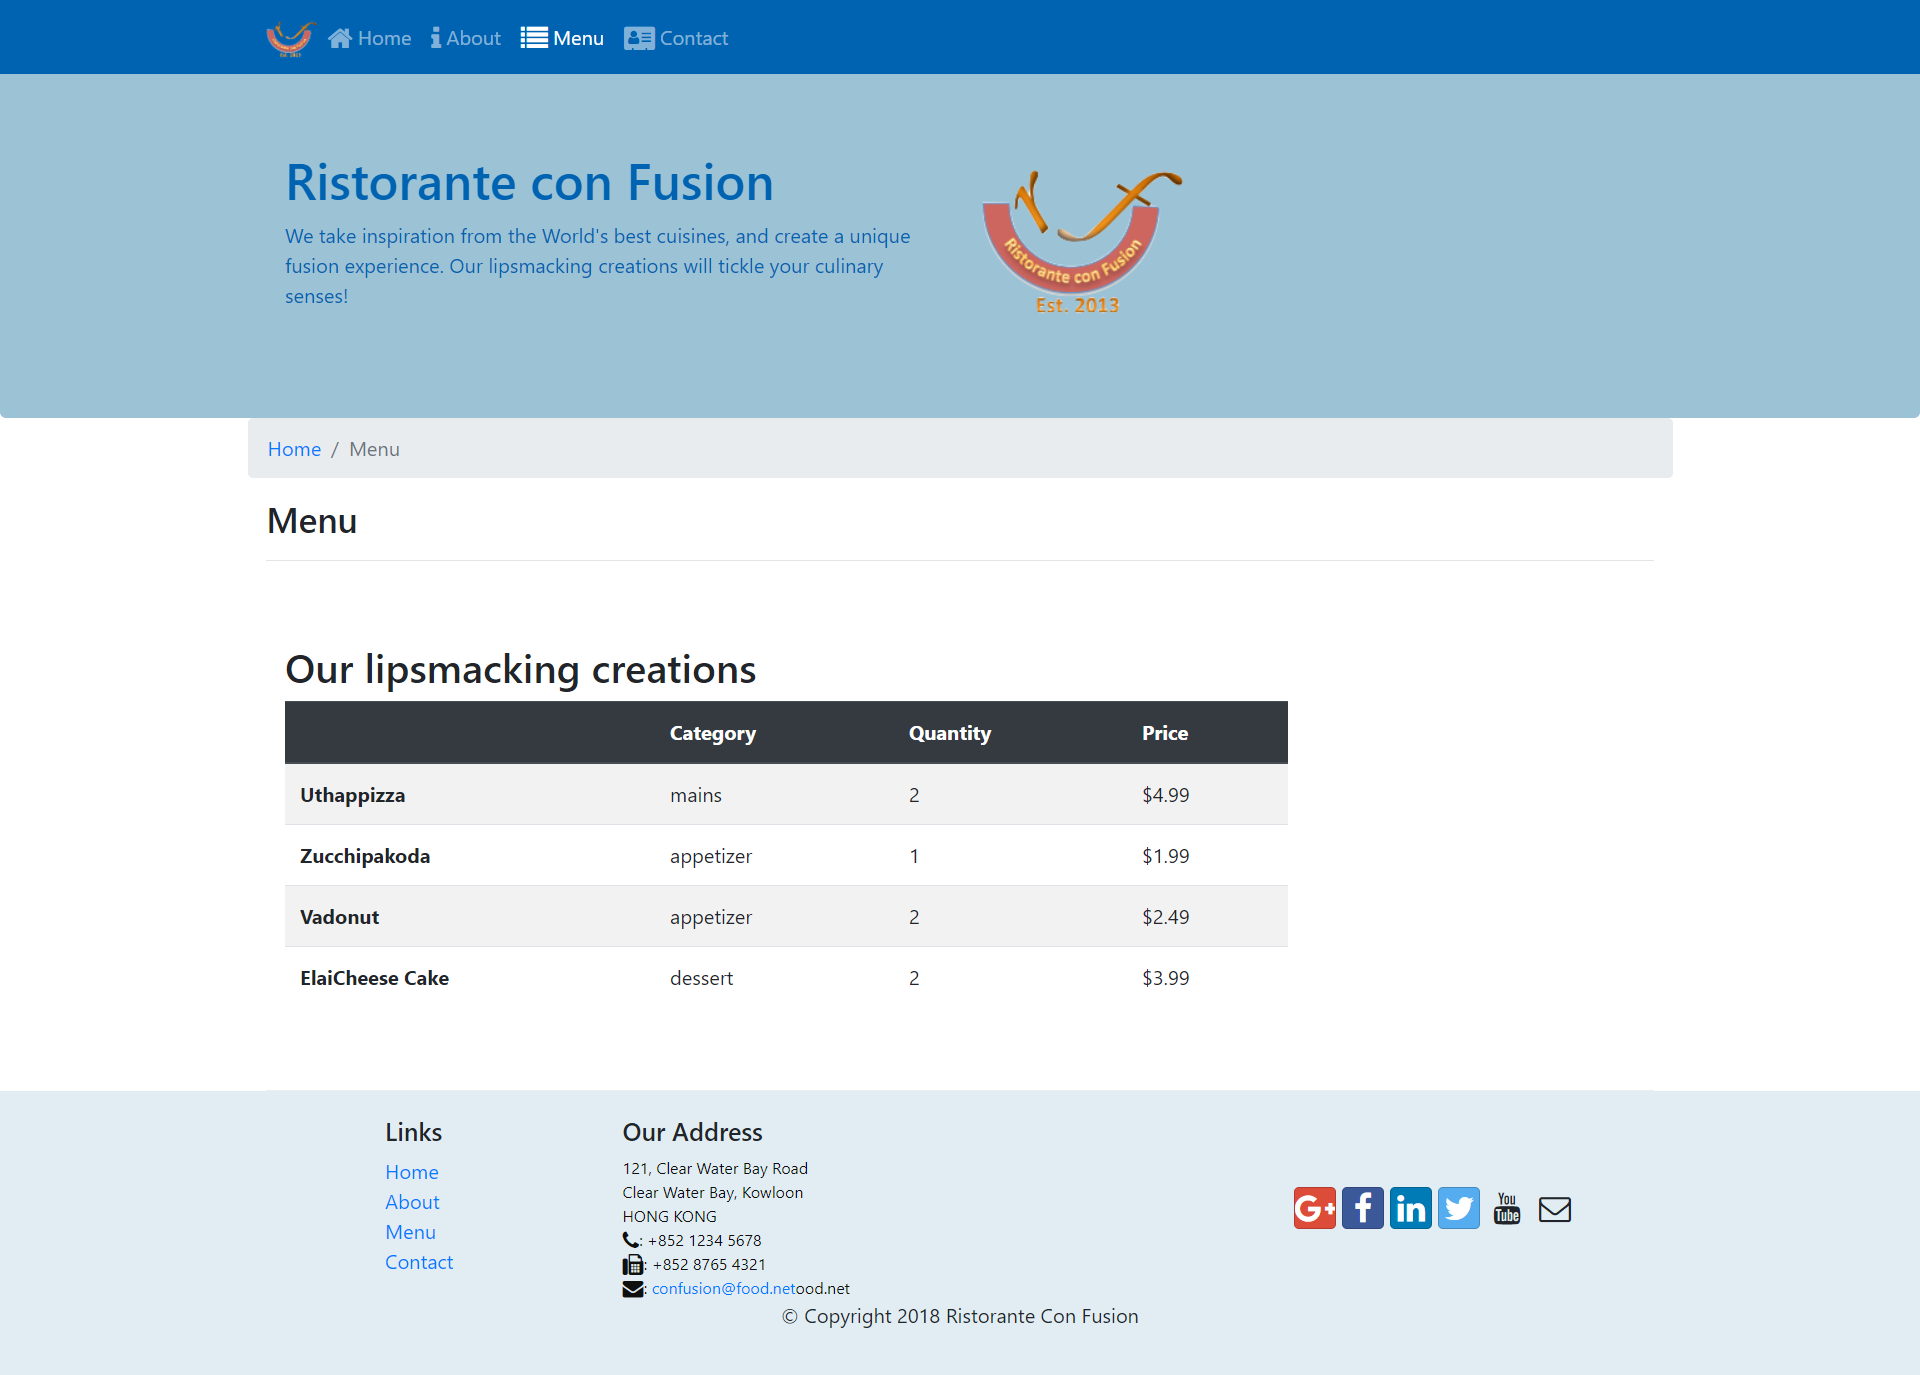 Home About Menu Contact
Ristorante con Fusion
We take inspiration from the World's best cuisines, and create a unique
fusion experience. Our lipsmacking creations will tickle your culinary
senses!
Ristorante con Fusion
Est. 2013
Home / Menu
Menu
Our lipsmacking creations
Category Quantity Price
Uthappizza mains 2 $4.99
Zucchipakoda appetizer 1 $1.99
Vadonut appetizer 2 $2.49
ElaiCheese Cake dessert 2 $3.99
Links
Home
About
Menu
Contact
Our Address
121, Clear Water Bay Road
Clear Water Bay, Kowloon
HONG KONG
: +852 1234 5678
: +852 8765 4321
: confusion@food.netood.net
G+ f in You Tube
© Copyright 2018 Ristorante Con Fusion